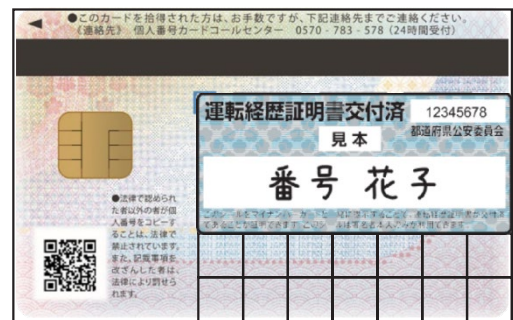 ●このカードを拾得された方は、お手数ですが、下記連絡先までご連絡ください。
《連絡先》 個人番号カードコールセンター 0570-783-578 (24時間受付)
運転経歴証明書交付済 12345678
見本 都道府県公安委員会
番号 花子
●法律で認められ
た者以外の者が個
人番号をコピーす
ることは、法律で
禁止されています。
また、記載事項を
改ざんした者は、
法律により罰せら
れます。